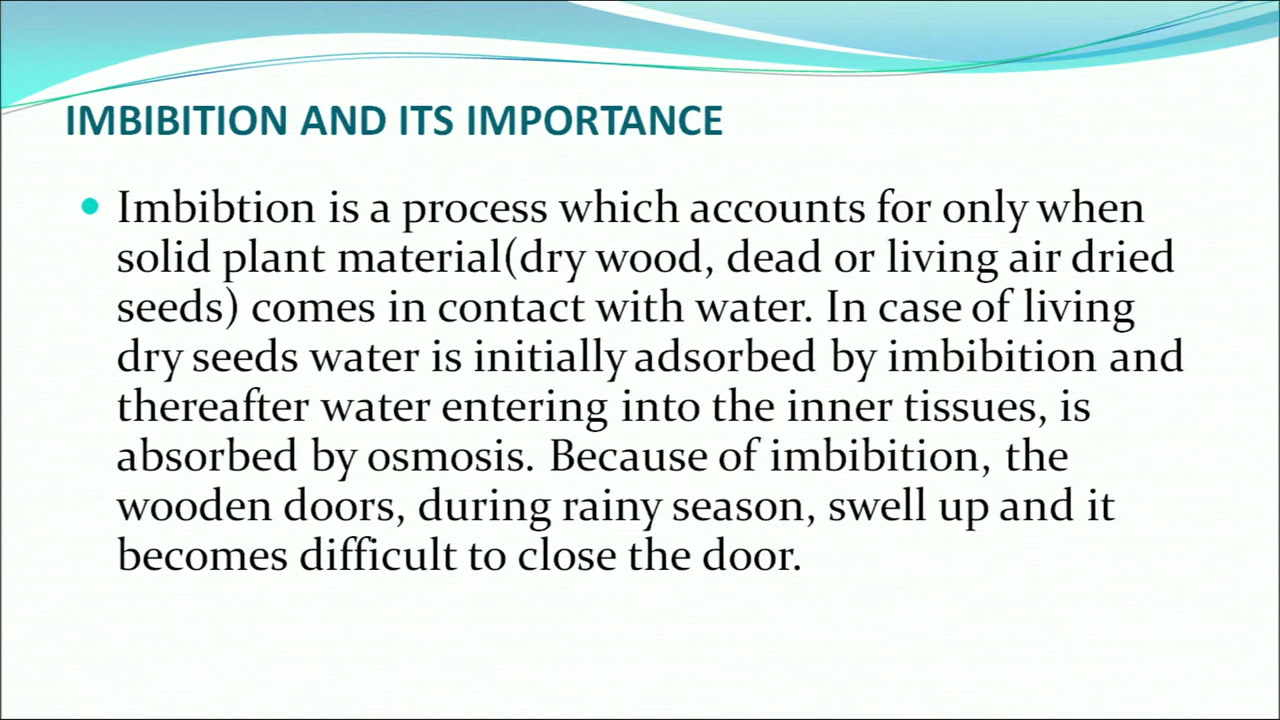 IMBIBITION AND ITS IMPORTANCE
• Imbibtion is a process which accounts for only when
solid plant material(dry wood, dead or living air dried
seeds) comes in contact with water. In case of living
dry seeds water is initially adsorbed by imbibition and
thereafter water entering into the inner tissues, is
absorbed by osmosis. Because of imbibition, the
wooden doors, during rainy season, swell up and it
becomes difficult to close the door.